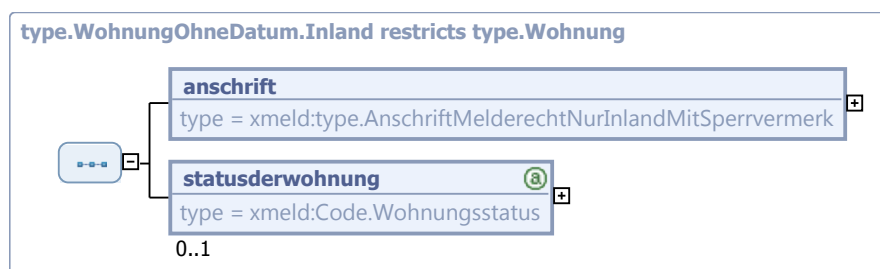 type.WohnungOhneDatum.Inland restricts type.Wohnung
anschrift
type = xmeld:type.AnschriftMelderechtNurInlandMitSperrvermerk
statusderwohnung
a
type = xmeld:Code.Wohnungsstatus
0..1